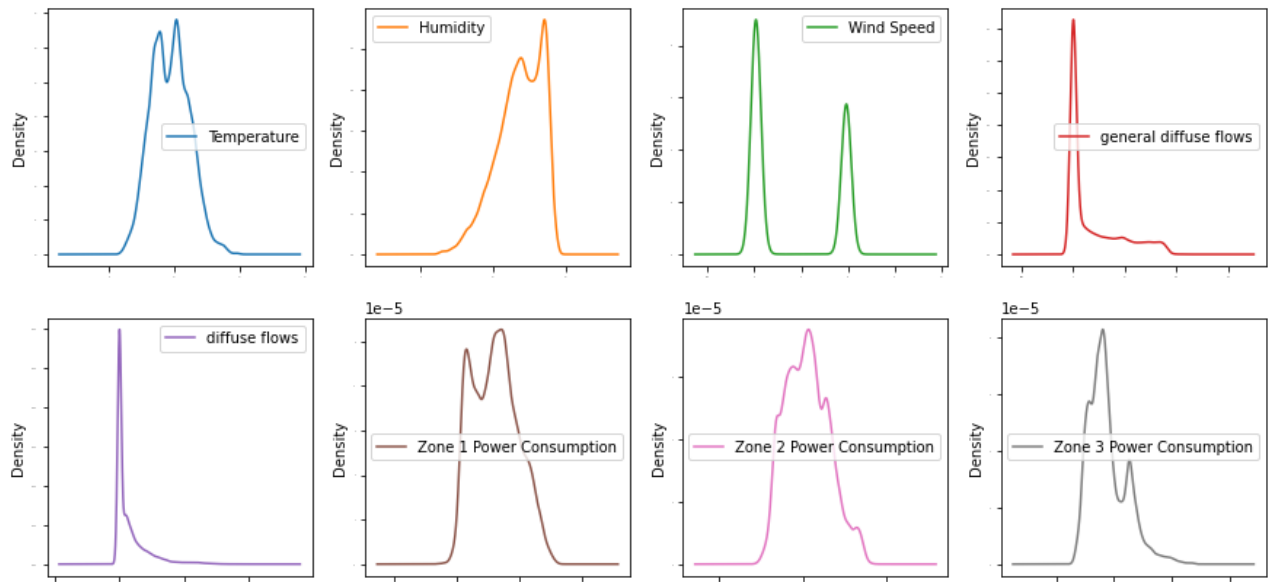 Density
Temperature
Density
Humidity
Density
Wind Speed
Density
general diffuse flows
Density
diffuse flows
1e−5
Density
Zone 1 Power Consumption
1e−5
Density
Zone 2 Power Consumption
1e−5
Density
Zone 3 Power Consumption